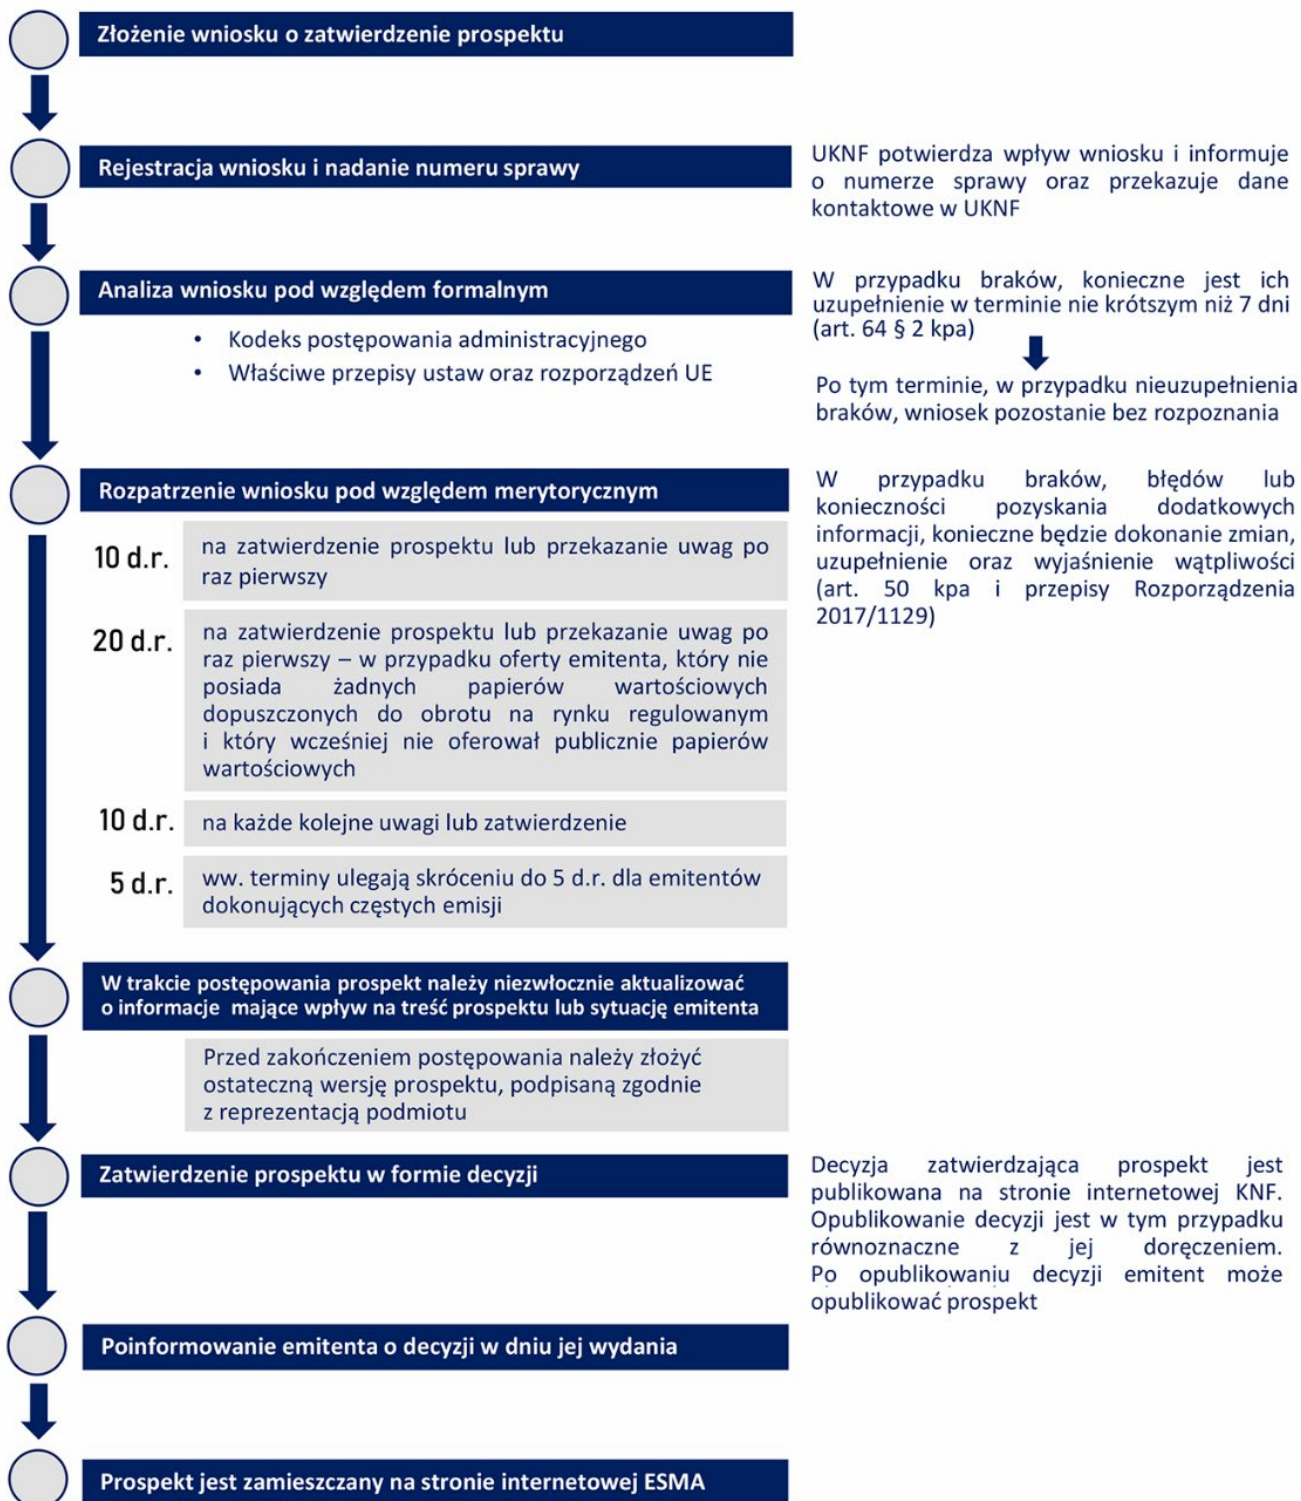 Złożenie wniosku o zatwierdzenie prospektu
Rejestracja wniosku i nadanie numeru sprawy
UKNF potwierdza wpływ wniosku i informuje
o numerze sprawy oraz przekazuje dane
kontaktowe w UKNF
Analiza wniosku pod względem formalnym
• Kodeks postępowania administracyjnego
• Właściwe przepisy ustaw oraz rozporządzeń UE
W przypadku braków, konieczne jest ich
uzupełnienie w terminie nie krótszym niż 7 dni
(art. 64 § 2 kpa)
Po tym terminie, w przypadku nieuzupełnienia
braków, wniosek pozostanie bez rozpoznania
Rozpatrzenie wniosku pod względem merytorycznym
W przypadku braków, błędów lub
konieczności pozyskania dodatkowych
informacji, konieczne będzie dokonanie zmian,
uzupełnienie oraz wyjaśnienie wątpliwości
(art. 50 kpa i przepisy Rozporządzenia
2017/1129)
10 d.r.
na zatwierdzenie prospektu lub przekazanie uwag po
raz pierwszy
20 d.r.
na zatwierdzenie prospektu lub przekazanie uwag po
raz pierwszy – w przypadku oferty emitenta, który nie
posiada żadnych papierów wartościowych
dopuszczonych do obrotu na rynku regulowanym
i który wcześniej nie oferował publicznie papierów
wartościowych
10 d.r.
na każde kolejne uwagi lub zatwierdzenie
5 d.r.
ww. terminy ulegają skróceniu do 5 d.r. dla emitentów
dokonujących częstych emisji
W trakcie postępowania prospekt należy niezwłocznie aktualizować
o informacje mające wpływ na treść prospektu lub sytuację emitenta
Przed zakończeniem postępowania należy złożyć
ostateczną wersję prospektu, podpisaną zgodnie
z reprezentacją podmiotu
Zatwierdzenie prospektu w formie decyzji
Decyzja zatwierdzająca prospekt jest
publikowana na stronie internetowej KNF.
Opublikowanie decyzji jest w tym przypadku
równoznaczne z jej doręczeniem.
Po opublikowaniu decyzji emitent może
opublikować prospekt
Poinformowanie emitenta o decyzji w dniu jej wydania
Prospekt jest zamieszczany na stronie internetowej ESMA